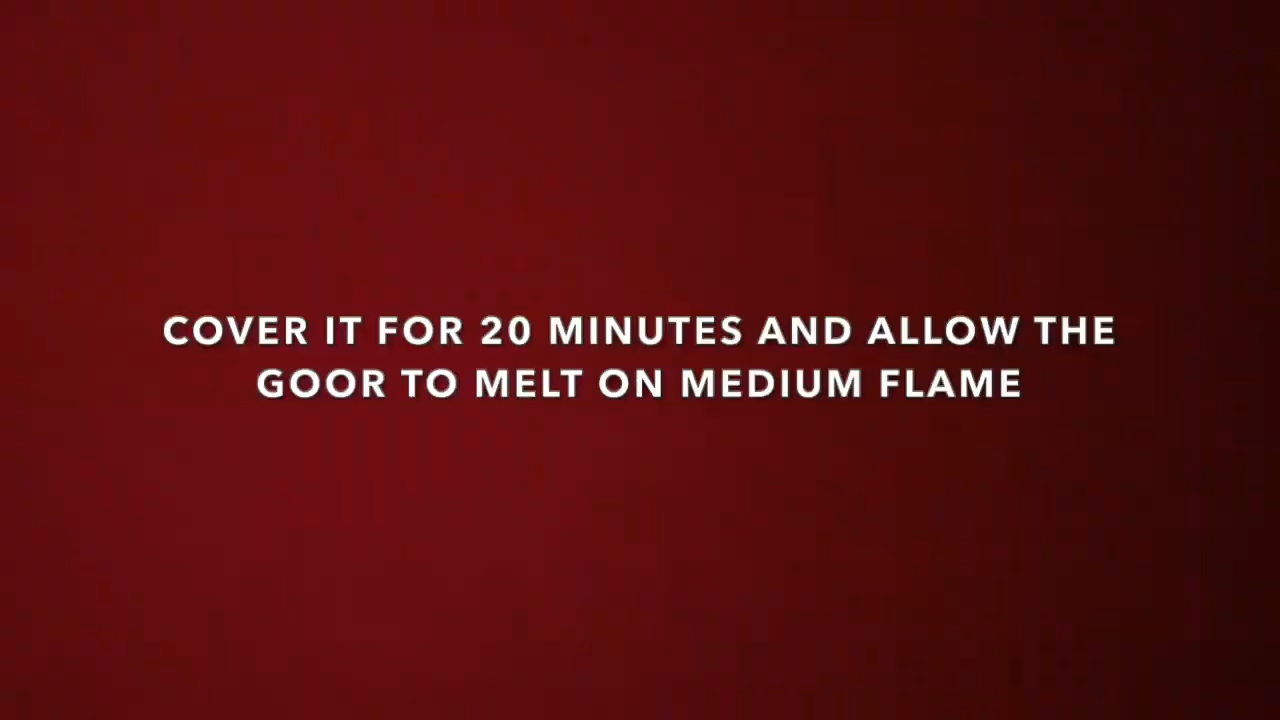 COVER IT FOR 20 MINUTES AND ALLOW THE
GOOR TO MELT ON MEDIUM FLAME